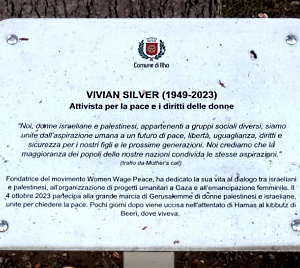 Comune di Rho
VIVIAN SILVER (1949-2023)
Attivista per la pace e i diritti delle donne
"Noi, donne israeliane e palestinesi, appartenenti a gruppi sociali diversi, siamo
unite dall'aspirazione umana a un futuro di pace, libertà, uguaglianza, diritti e
sicurezza per i nostri figli e le prossime generazioni. Noi crediamo che la
maggioranza dei popoli delle nostre nazioni condivida le stesse aspirazioni."
(tratto da Mother's call)
Fondatrice del movimento Women Wage Peace, ha dedicato la sua vita al dialogo tra israeliani
e palestinesi, all'organizzazione di progetti umanitari a Gaza e all'emancipazione femminile. Il
4 ottobre 2023 partecipa alla grande marcia di Gerusalemme di donne palestinesi e israeliane,
unite per chiedere la pace. Pochi giorni dopo viene uccisa nell'attentato di Hamas al kibbutz di
Beeri, dove viveva.